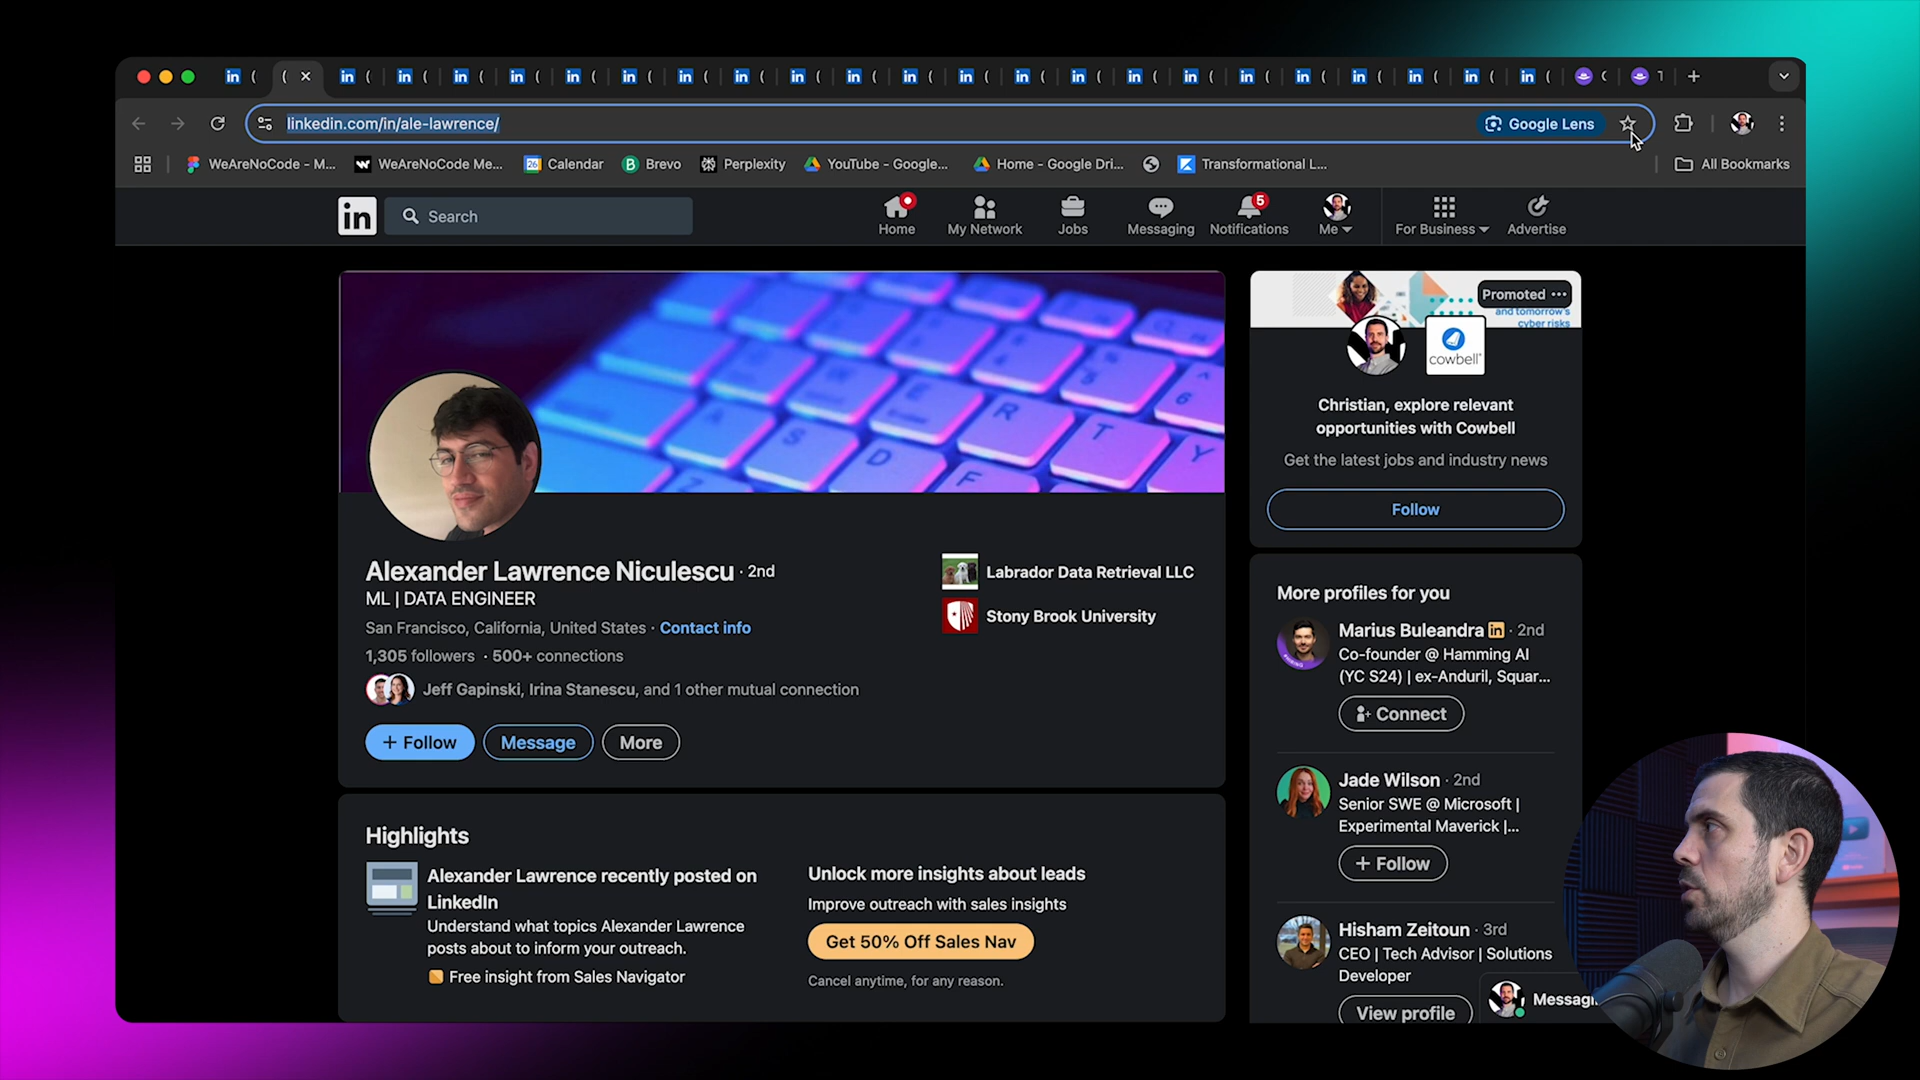 linkedin.com/in/ale-lawrence/
Google Lens
WeAreNoCode - M...
WeAreNoCode Me...
Calendar
Brevo
Perplexity
YouTube - Google...
Home - Google Dri...
Transformational L...
All Bookmarks
in
Search
Home
My Network
Jobs
Messaging
5
Notifications
Me
For Business
Advertise
Promoted
and tomorrow's
cyber risks
cowbell
Christian, explore relevant
opportunities with Cowbell
Get the latest jobs and industry news
Follow
Alexander Lawrence Niculescu · 2nd
ML | DATA ENGINEER
San Francisco, California, United States · Contact info
1,305 followers · 500+ connections
Jeff Gapinski, Irina Stanescu, and 1 other mutual connection
+ Follow
Message
More
Labrador Data Retrieval LLC
Stony Brook University
Highlights
Alexander Lawrence recently posted on
LinkedIn
Understand what topics Alexander Lawrence
posts about to inform your outreach.
Free insight from Sales Navigator
Unlock more insights about leads
Improve outreach with sales insights
Get 50% Off Sales Nav
Cancel anytime, for any reason.
More profiles for you
Marius Buleandra in · 2nd
Co-founder @ Hamming AI
(YC S24) | ex-Anduril, Squar...
Connect
Jade Wilson · 2nd
Senior SWE @ Microsoft |
Experimental Maverick |...
+ Follow
Hisham Zeitoun · 3rd
CEO | Tech Advisor | Solutions
Developer
View profile